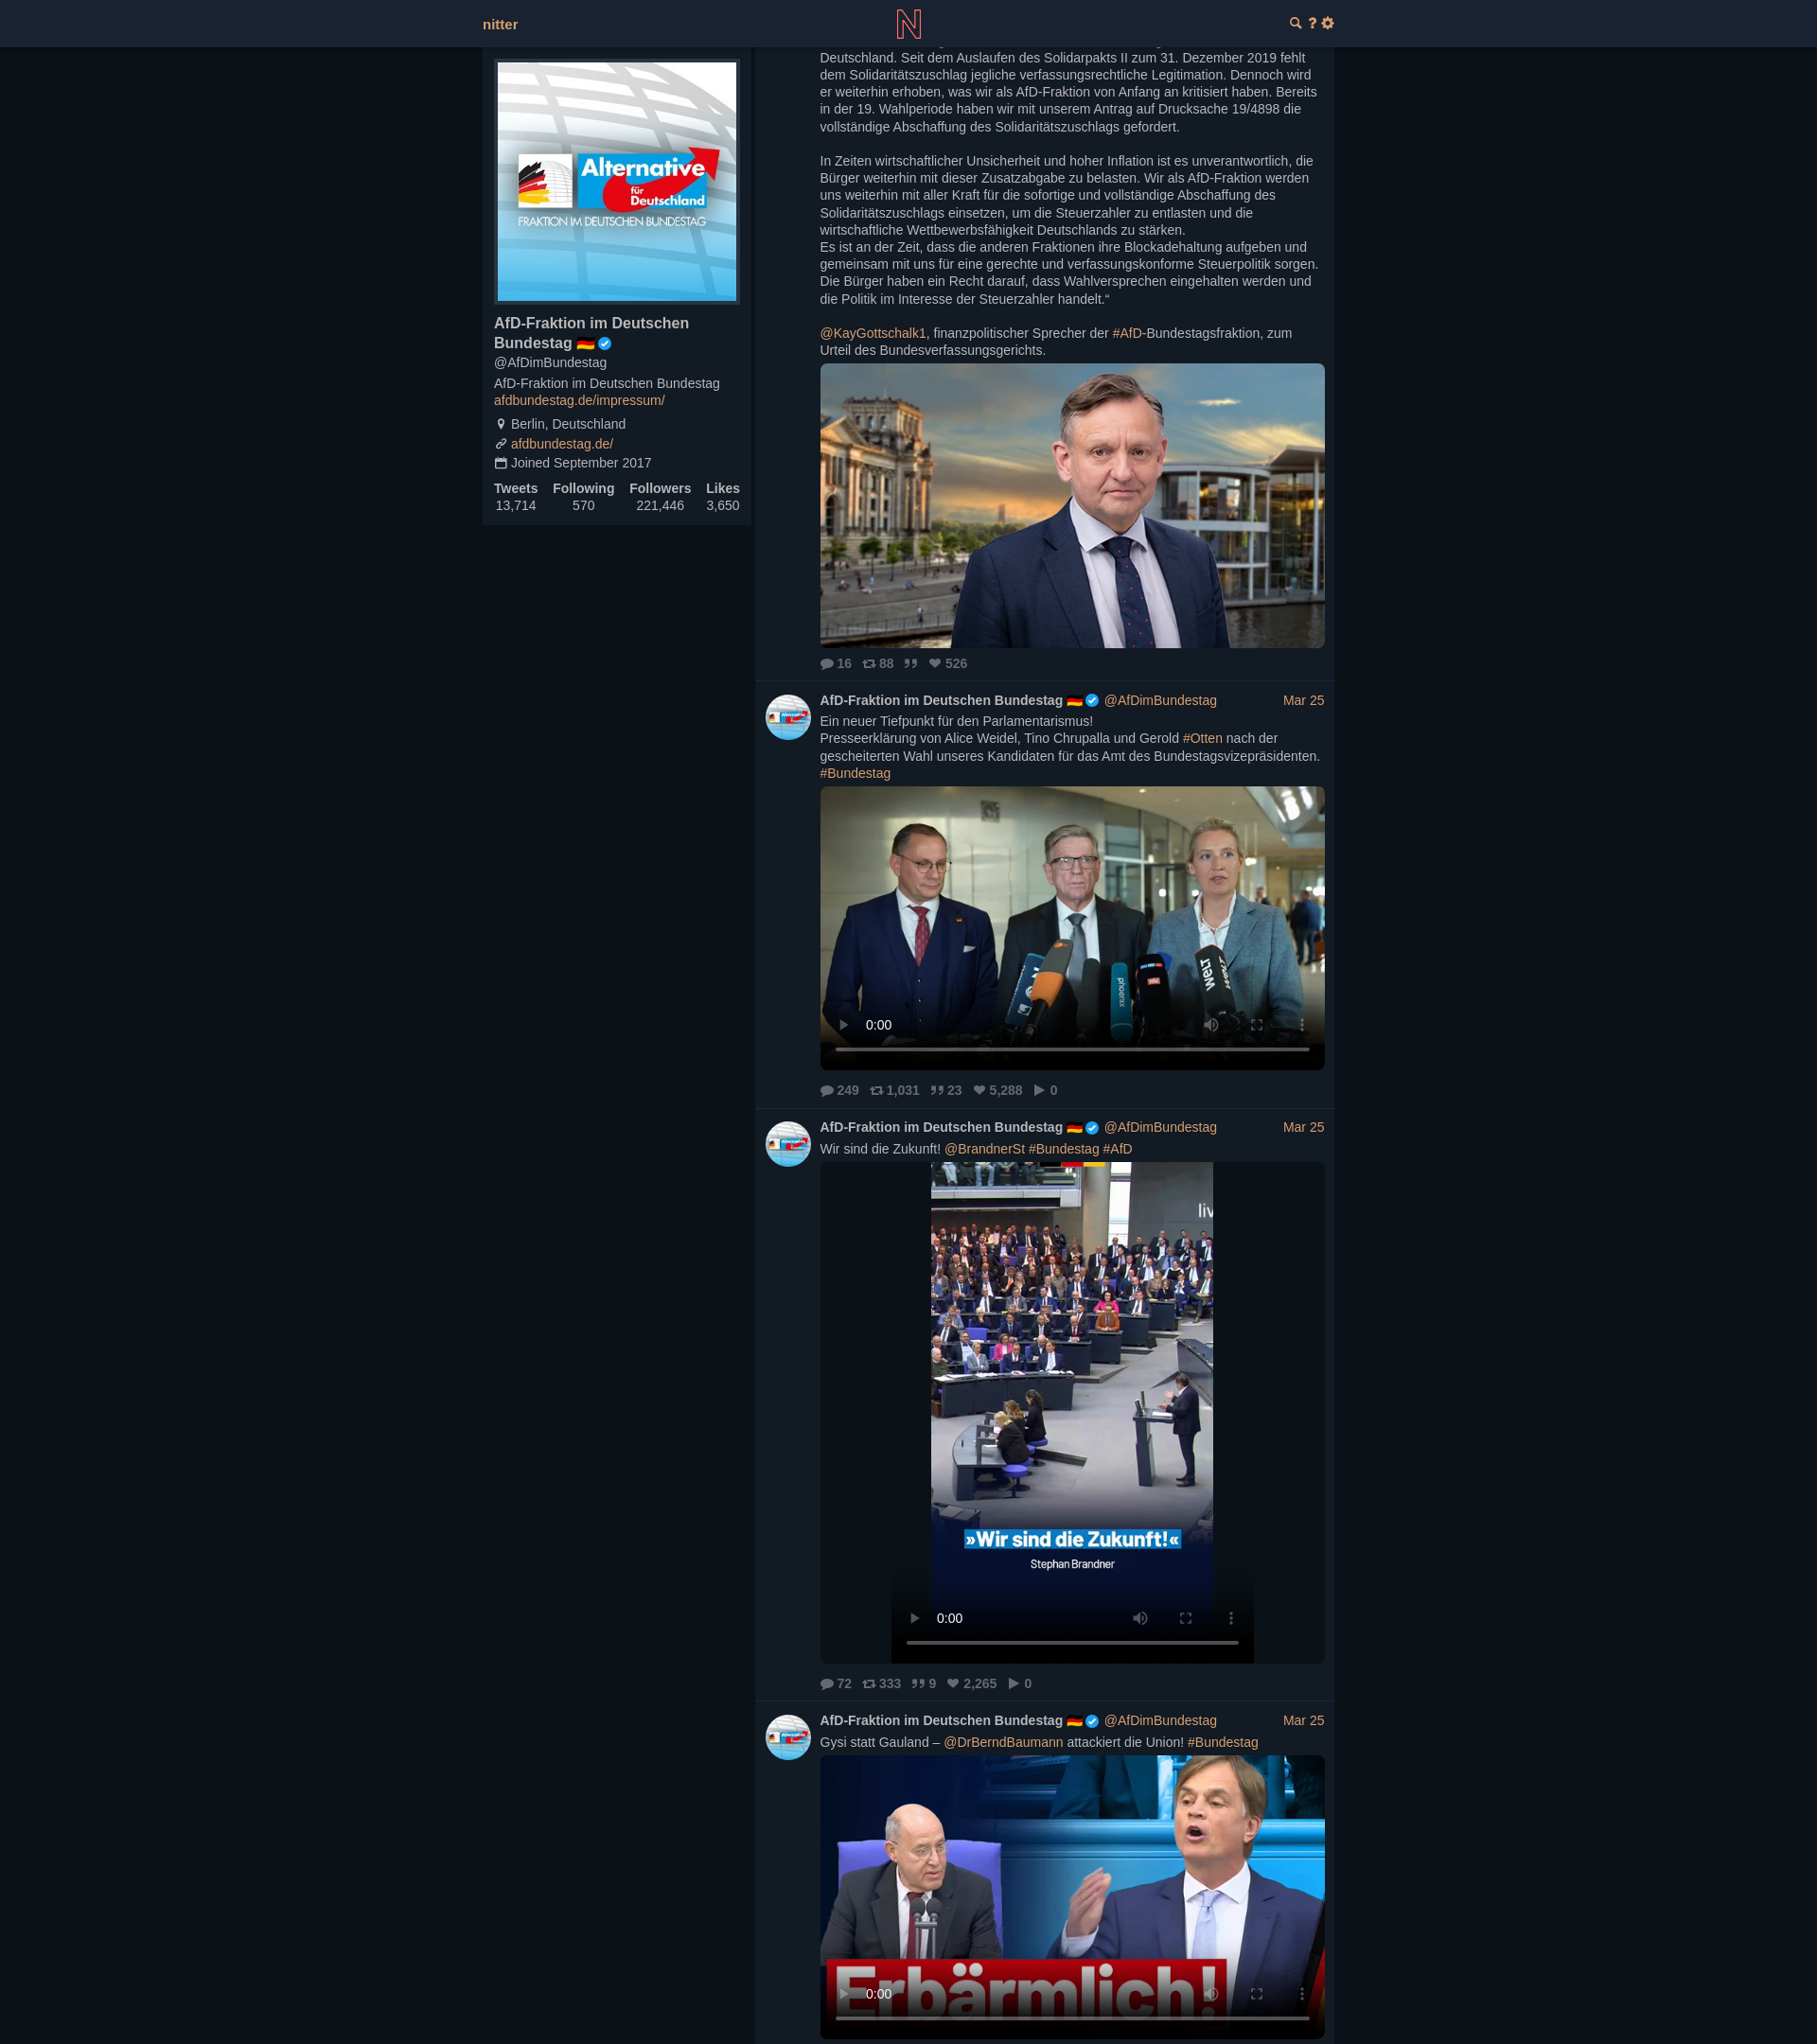 nitter
Alternative
für
Deutschland
FRAKTION IM DEUTSCHEN BUNDESTAG
AfD-Fraktion im Deutschen
Bundestag 🇩🇪
@AfDimBundestag
AfD-Fraktion im Deutschen Bundestag
afdbundestag.de/impressum/
Berlin, Deutschland
afdbundestag.de/
Joined September 2017
Tweets Following Followers Likes
13,714 570 221,446 3,650
Deutschland. Seit dem Auslaufen des Solidarpakts II zum 31. Dezember 2019 fehlt
dem Solidaritätszuschlag jegliche verfassungsrechtliche Legitimation. Dennoch wird
er weiterhin erhoben, was wir als AfD-Fraktion von Anfang an kritisiert haben. Bereits
in der 19. Wahlperiode haben wir mit unserem Antrag auf Drucksache 19/4898 die
vollständige Abschaffung des Solidaritätszuschlags gefordert.
In Zeiten wirtschaftlicher Unsicherheit und hoher Inflation ist es unverantwortlich, die
Bürger weiterhin mit dieser Zusatzabgabe zu belasten. Wir als AfD-Fraktion werden
uns weiterhin mit aller Kraft für die sofortige und vollständige Abschaffung des
Solidaritätszuschlags einsetzen, um die Steuerzahler zu entlasten und die
wirtschaftliche Wettbewerbsfähigkeit Deutschlands zu stärken.
Es ist an der Zeit, dass die anderen Fraktionen ihre Blockadehaltung aufgeben und
gemeinsam mit uns für eine gerechte und verfassungskonforme Steuerpolitik sorgen.
Die Bürger haben ein Recht darauf, dass Wahlversprechen eingehalten werden und
die Politik im Interesse der Steuerzahler handelt.“
@KayGottschalk1, finanzpolitischer Sprecher der #AfD-Bundestagsfraktion, zum
Urteil des Bundesverfassungsgerichts.
16 88 526
AfD-Fraktion im Deutschen Bundestag 🇩🇪 @AfDimBundestag Mar 25
Ein neuer Tiefpunkt für den Parlamentarismus!
Presseerklärung von Alice Weidel, Tino Chrupalla und Gerold #Otten nach der
gescheiterten Wahl unseres Kandidaten für das Amt des Bundestagsvizepräsidenten.
#Bundestag
phoenix
WELT
0:00
249 1,031 23 5,288 0
AfD-Fraktion im Deutschen Bundestag 🇩🇪 @AfDimBundestag Mar 25
Wir sind die Zukunft! @BrandnerSt #Bundestag #AfD
liv
»Wir sind die Zukunft!«
Stephan Brandner
0:00
72 333 9 2,265 0
AfD-Fraktion im Deutschen Bundestag 🇩🇪 @AfDimBundestag Mar 25
Gysi statt Gauland – @DrBerndBaumann attackiert die Union! #Bundestag
Erbärmlich!
0:00